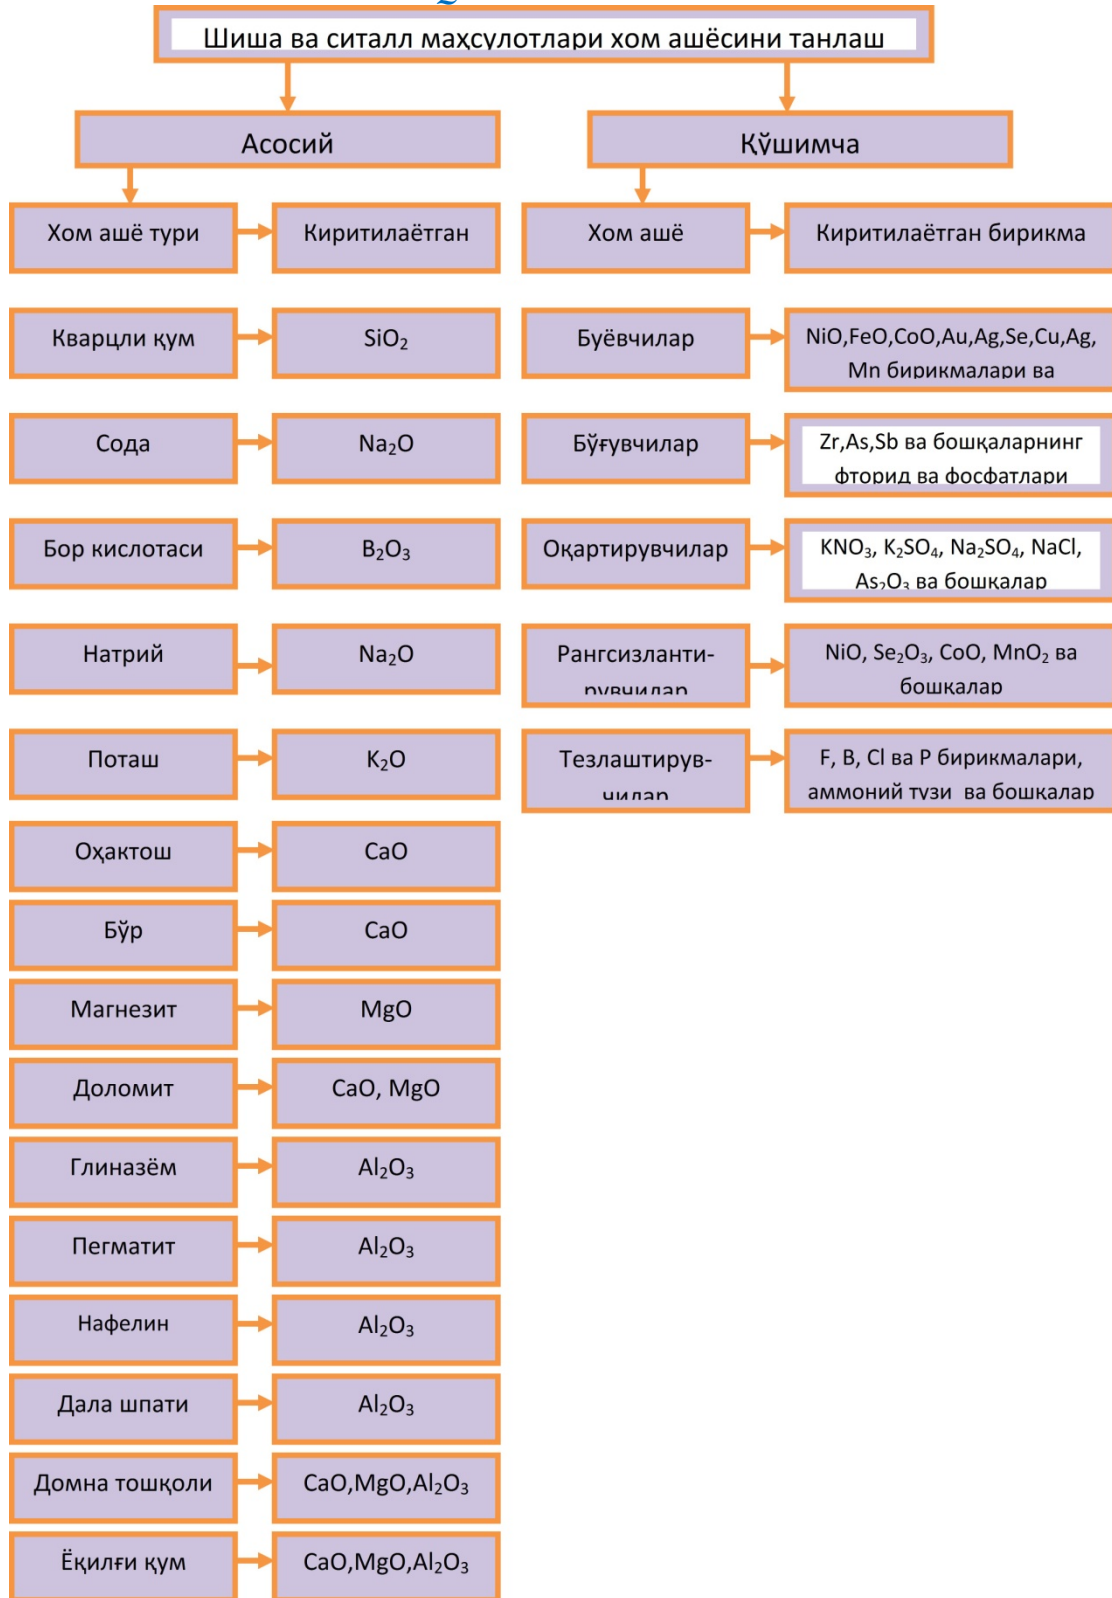 Шиша ва ситалл маҳсулотлари хом ашёсини танлаш
Асосий
Қўшимча
Хом ашё тури
Киритилаётган
Хом ашё
Киритилаётган бирикма
Кварцли қум
SiO₂
Буёвчилар
NiO,FeO,CoO,Au,Ag,Se,Cu,Ag,
Mn бирикмалари ва
Сода
Na₂O
Бўғувчилар
Zr,As,Sb ва бошқаларнинг
фторид ва фосфатлари
Бор кислотаси
B₂O₃
Оқартирувчилар
KNO₃, K₂SO₄, Na₂SO₄, NaCl,
As₂O₃ ва бошқалар
Натрий
Na₂O
Рангсизланти-
рувчилар
NiO, Se₂O₃, CoO, MnO₂ ва
бошқалар
Поташ
K₂O
Тезлаштирув-
чилар
F, B, Cl ва P бирикмалари,
аммоний тузи ва бошқалар
Оҳактош
CaO
Бўр
CaO
Магнезит
MgO
Доломит
CaO, MgO
Глиназём
Al₂O₃
Пегматит
Al₂O₃
Нафелин
Al₂O₃
Дала шпати
Al₂O₃
Домна тошқоли
CaO,MgO,Al₂O₃
Ёқилғи қум
CaO,MgO,Al₂O₃